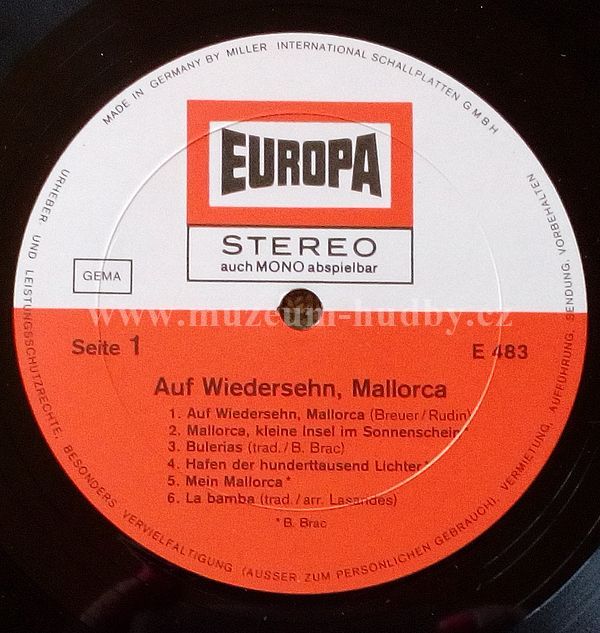 MADE IN GERMANY BY MILLER INTERNATIONAL SCHALLPLATTEN GMBH
EUROPA
STEREO
auch MONO abspielbar
GEMA
www.muzeum-hudby.cz
Seite 1
E 483
Auf Wiedersehn, Mallorca
1. Auf Wiedersehn, Mallorca (Breuer/Rudin)
2. Mallorca, kleine Insel im Sonnenschein
3. Bulerias (trad./B. Brac)
4. Hafen der hunderttausend Lichter*
5. Mein Mallorca*
6. La bamba (trad./arr. Lasandes)
*B. Brac
URHEBER UND LEISTUNGSSCHUTZRECHTE, BESONDERS VERVIELFÄLTIGUNG (AUSSER ZUM PERSÖNLICHEN GEBRAUCH), VERMIETUNG, AUFFÜHRUNG, SENDUNG, VORBEHALTEN